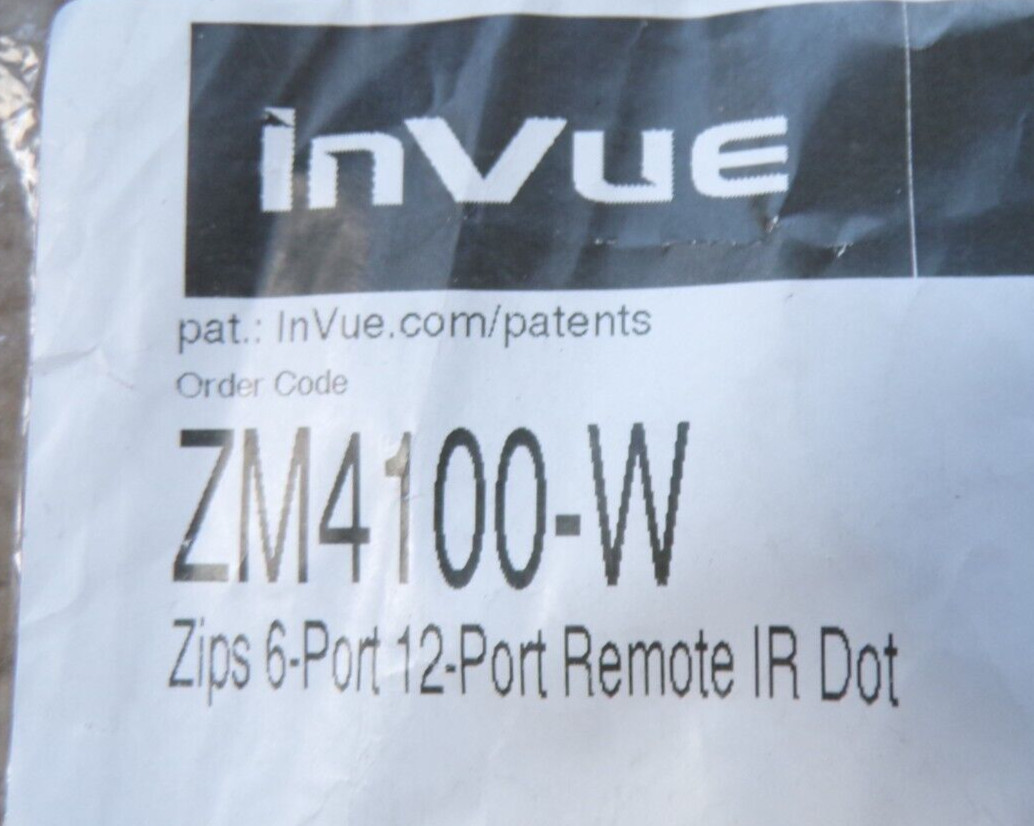 inVue
pat.: InVue.com/patents
Order Code
ZM4100-W
Zips 6-Port 12-Port Remote IR Dot